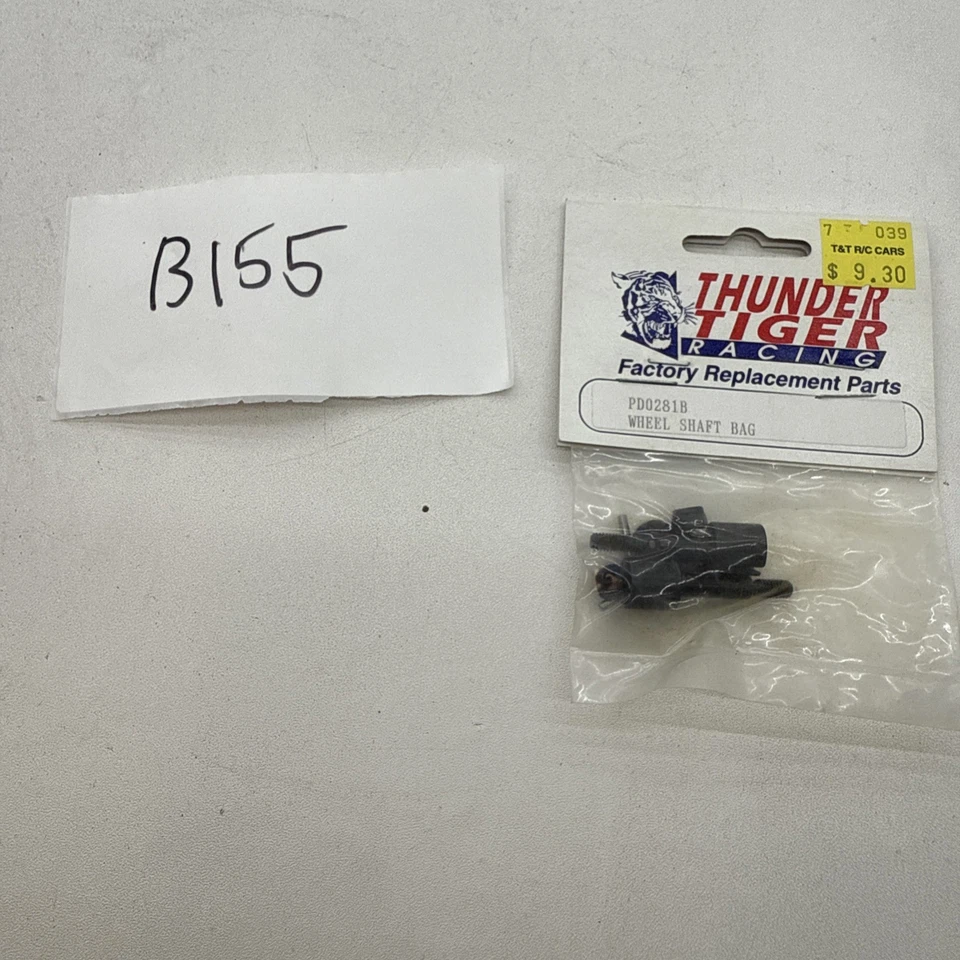 B155
039
T&T R/C CARS
$ 9.30
THUNDER
TIGER
RACING
Factory Replacement Parts
PD0281B
WHEEL SHAFT BAG